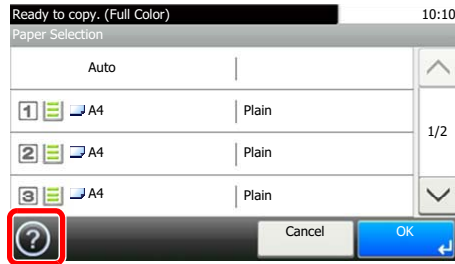 Ready to copy. (Full Color) 10:10
Paper Selection
Auto
1 A4 Plain
2 A4 Plain
3 A4 Plain
1/2
? Cancel OK